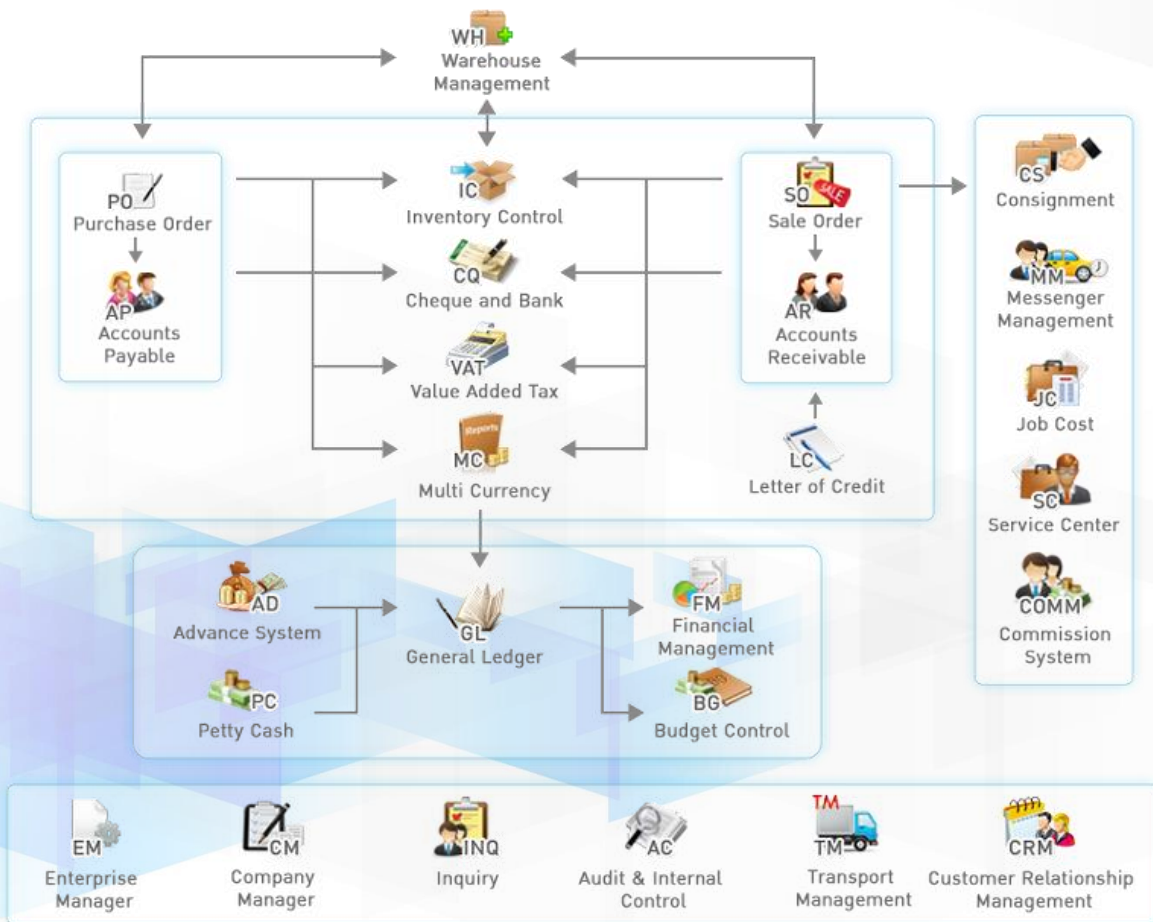 WH
Warehouse
Management
PO
Purchase Order
AP
Accounts
Payable
IC
Inventory Control
CQ
Cheque and Bank
VAT
Value Added Tax
Reports
MC
Multi Currency
SO
SALE
Sale Order
AR
Accounts
Receivable
LC
Letter of Credit
CS
Consignment
MM
Messenger
Management
JC
Job Cost
SC
Service Center
COMM
Commission
System
AD
Advance System
PC
Petty Cash
GL
General Ledger
FM
Financial
Management
BG
Budget Control
EM
Enterprise
Manager
CM
Company
Manager
INQ
Inquiry
AC
Audit & Internal
Control
TM
TM
Transport
Management
CRM
Customer Relationship
Management